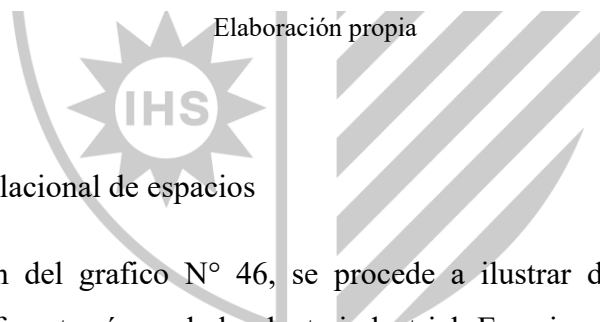 Elaboración propia
IHS
lacional de espacios
n del grafico N° 46, se procede a ilustrar d